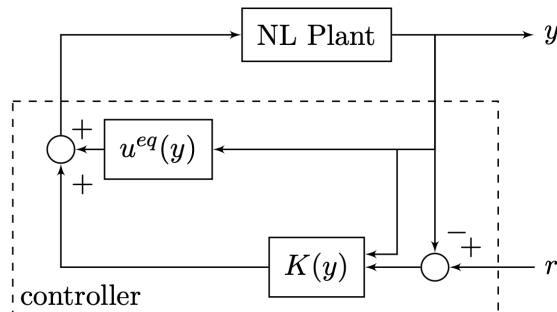 NL Plant
y
+
u^{eq}(y)
+
−
+
K(y)
r
controller